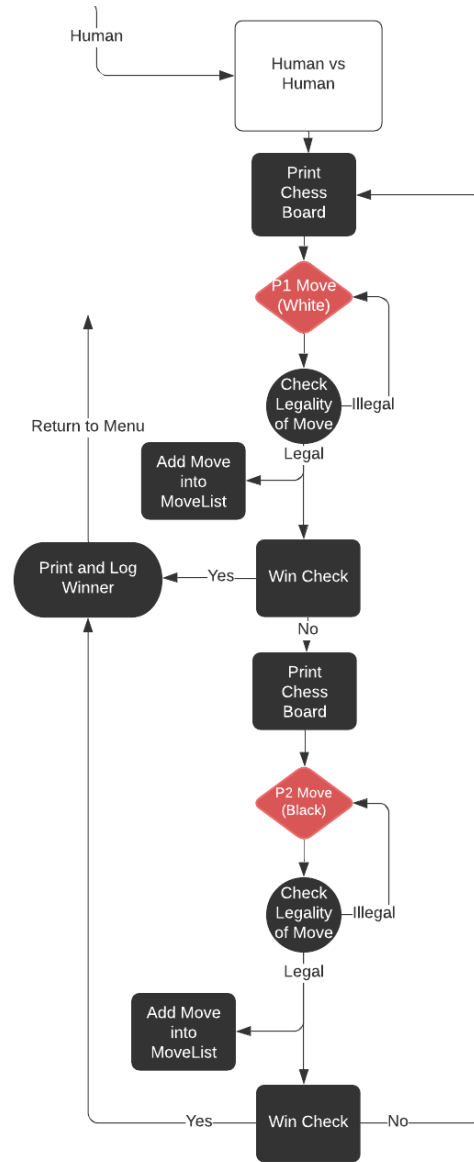 Human
Human vs
Human
Print
Chess
Board
P1 Move
(White)
Check
Legality
of Move
Illegal
Legal
Return to Menu
Add Move
into
MoveList
Print and Log
Winner
Yes
Win Check
No
Print
Chess
Board
P2 Move
(Black)
Check
Legality
of Move
Illegal
Legal
Add Move
into
MoveList
Yes
Win Check
No